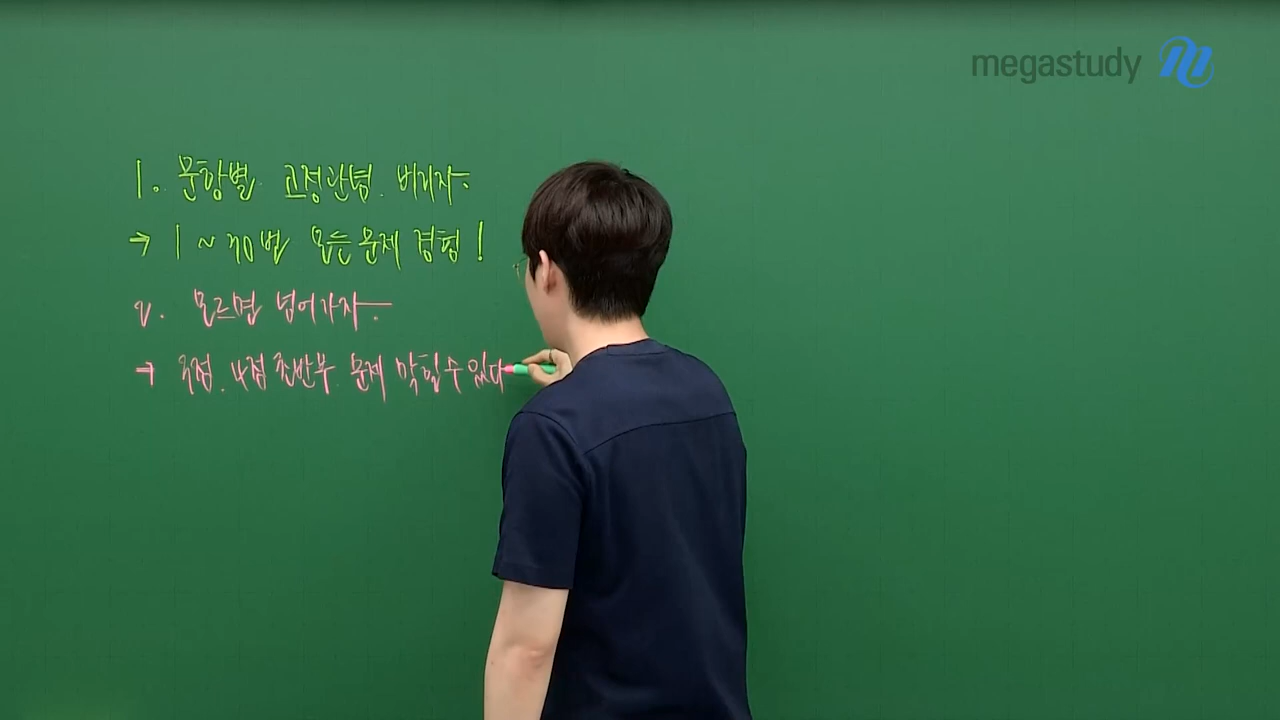 megastudy
1. 문항별 고정관념 버리자.
→ 1 ~ 30번 모든 문제 점검!
2. 모르면 넘어가자.
→ 3점, 4점 초반부 문제 막힐 수 있다